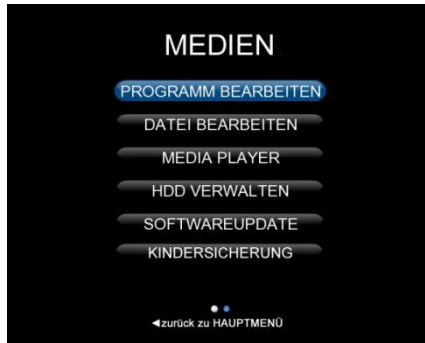 MEDIEN
PROGRAMM BEARBEITEN
DATEI BEARBEITEN
MEDIA PLAYER
HDD VERWALTEN
SOFTWAREUPDATE
KINDERSICHERUNG
◄zurück zu HAUPTMENÜ